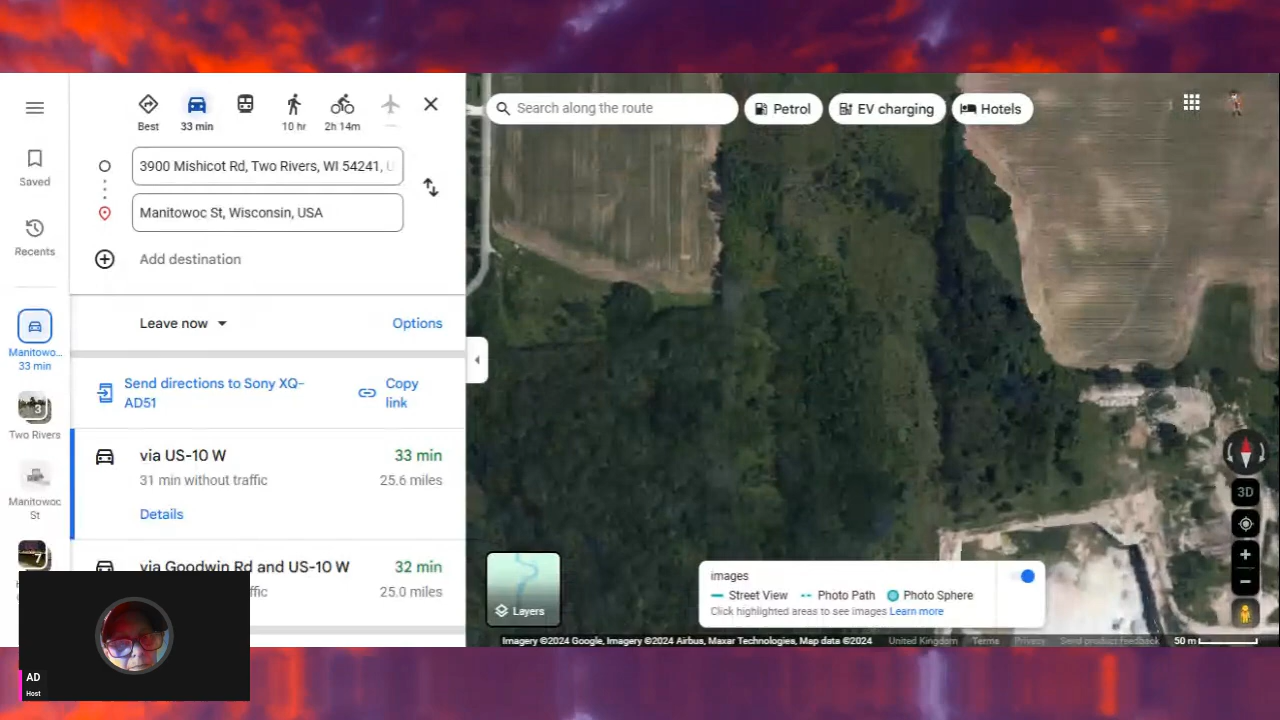 Best
33 min
10 hr
2h 14m
—
3900 Mishicot Rd, Two Rivers, WI 54241, U
Manitowoc St, Wisconsin, USA
Add destination
Leave now
Options
Send directions to Sony XQ-
AD51
Copy
link
via US-10 W
33 min
31 min without traffic
25.6 miles
Details
via Goodwin Rd and US-10 W
32 min
traffic
25.0 miles
Saved
Recents
Manitowo...
33 min
3
Two Rivers
Manitowoc
St
7
AD
Host
Search along the route
Petrol
EV charging
Hotels
3D
Layers
images
Street View
Photo Path
Photo Sphere
Click highlighted areas to see images Learn more
Imagery ©2024 Google, Imagery ©2024 Airbus, Maxar Technologies, Map data ©2024
United Kingdom
Terms
Privacy
Send product feedback
50 m